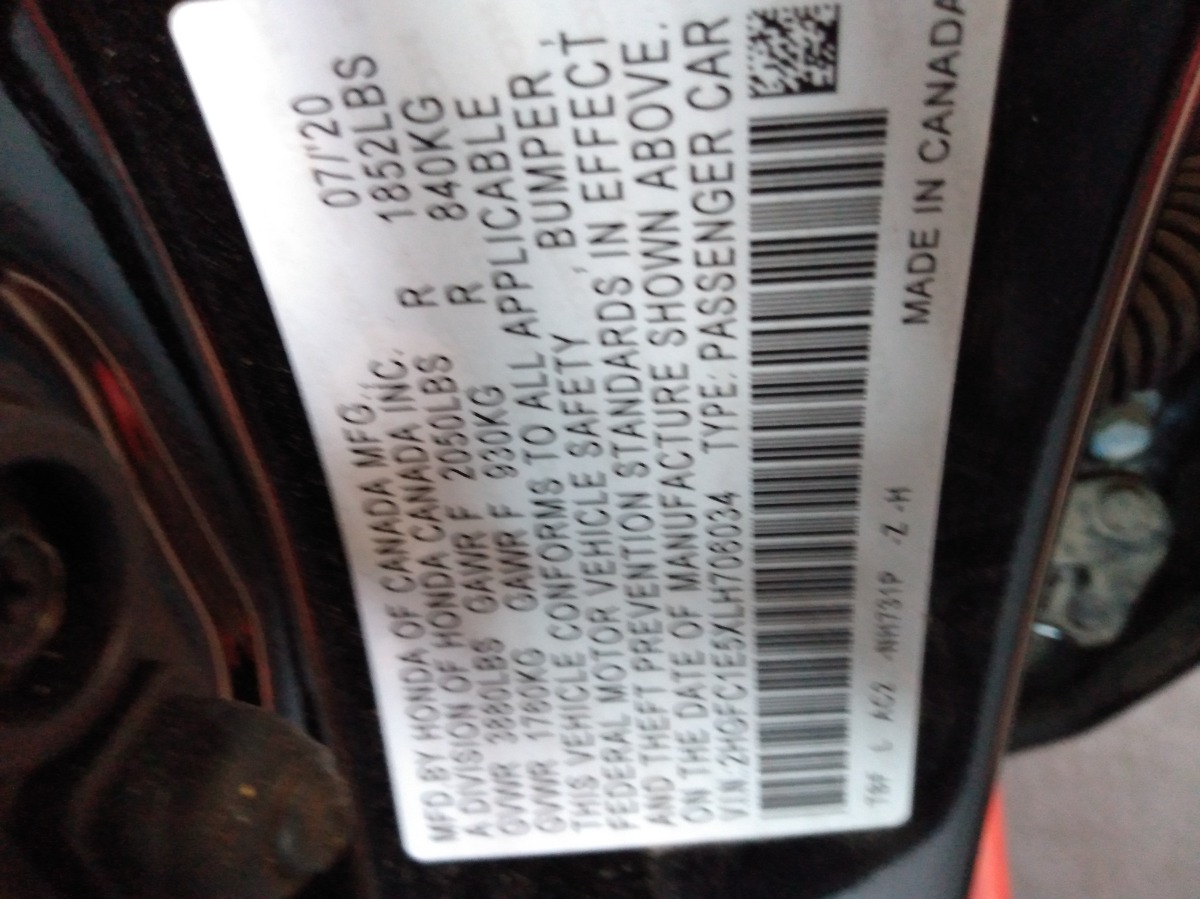 MFD BY HONDA OF CANADA MFG. 07/'20
A DIVISION OF HONDA CANADA INC.
GVWR 3880LBS GAWR F 2050LBS R 1852LBS
GVWR 1760KG GAWR F 930KG R 840KG
THIS VEHICLE CONFORMS TO ALL APPLICABLE
FEDERAL MOTOR VEHICLE SAFETY, BUMPER,
AND THEFT PREVENTION STANDARDS IN EFFECT
ON THE DATE OF MANUFACTURE SHOWN ABOVE.
VIN:2HGFC1E5XLH706034 TYPE:PASSENGER CAR
L AC2 -NH731P -Z -H
MADE IN CANADA